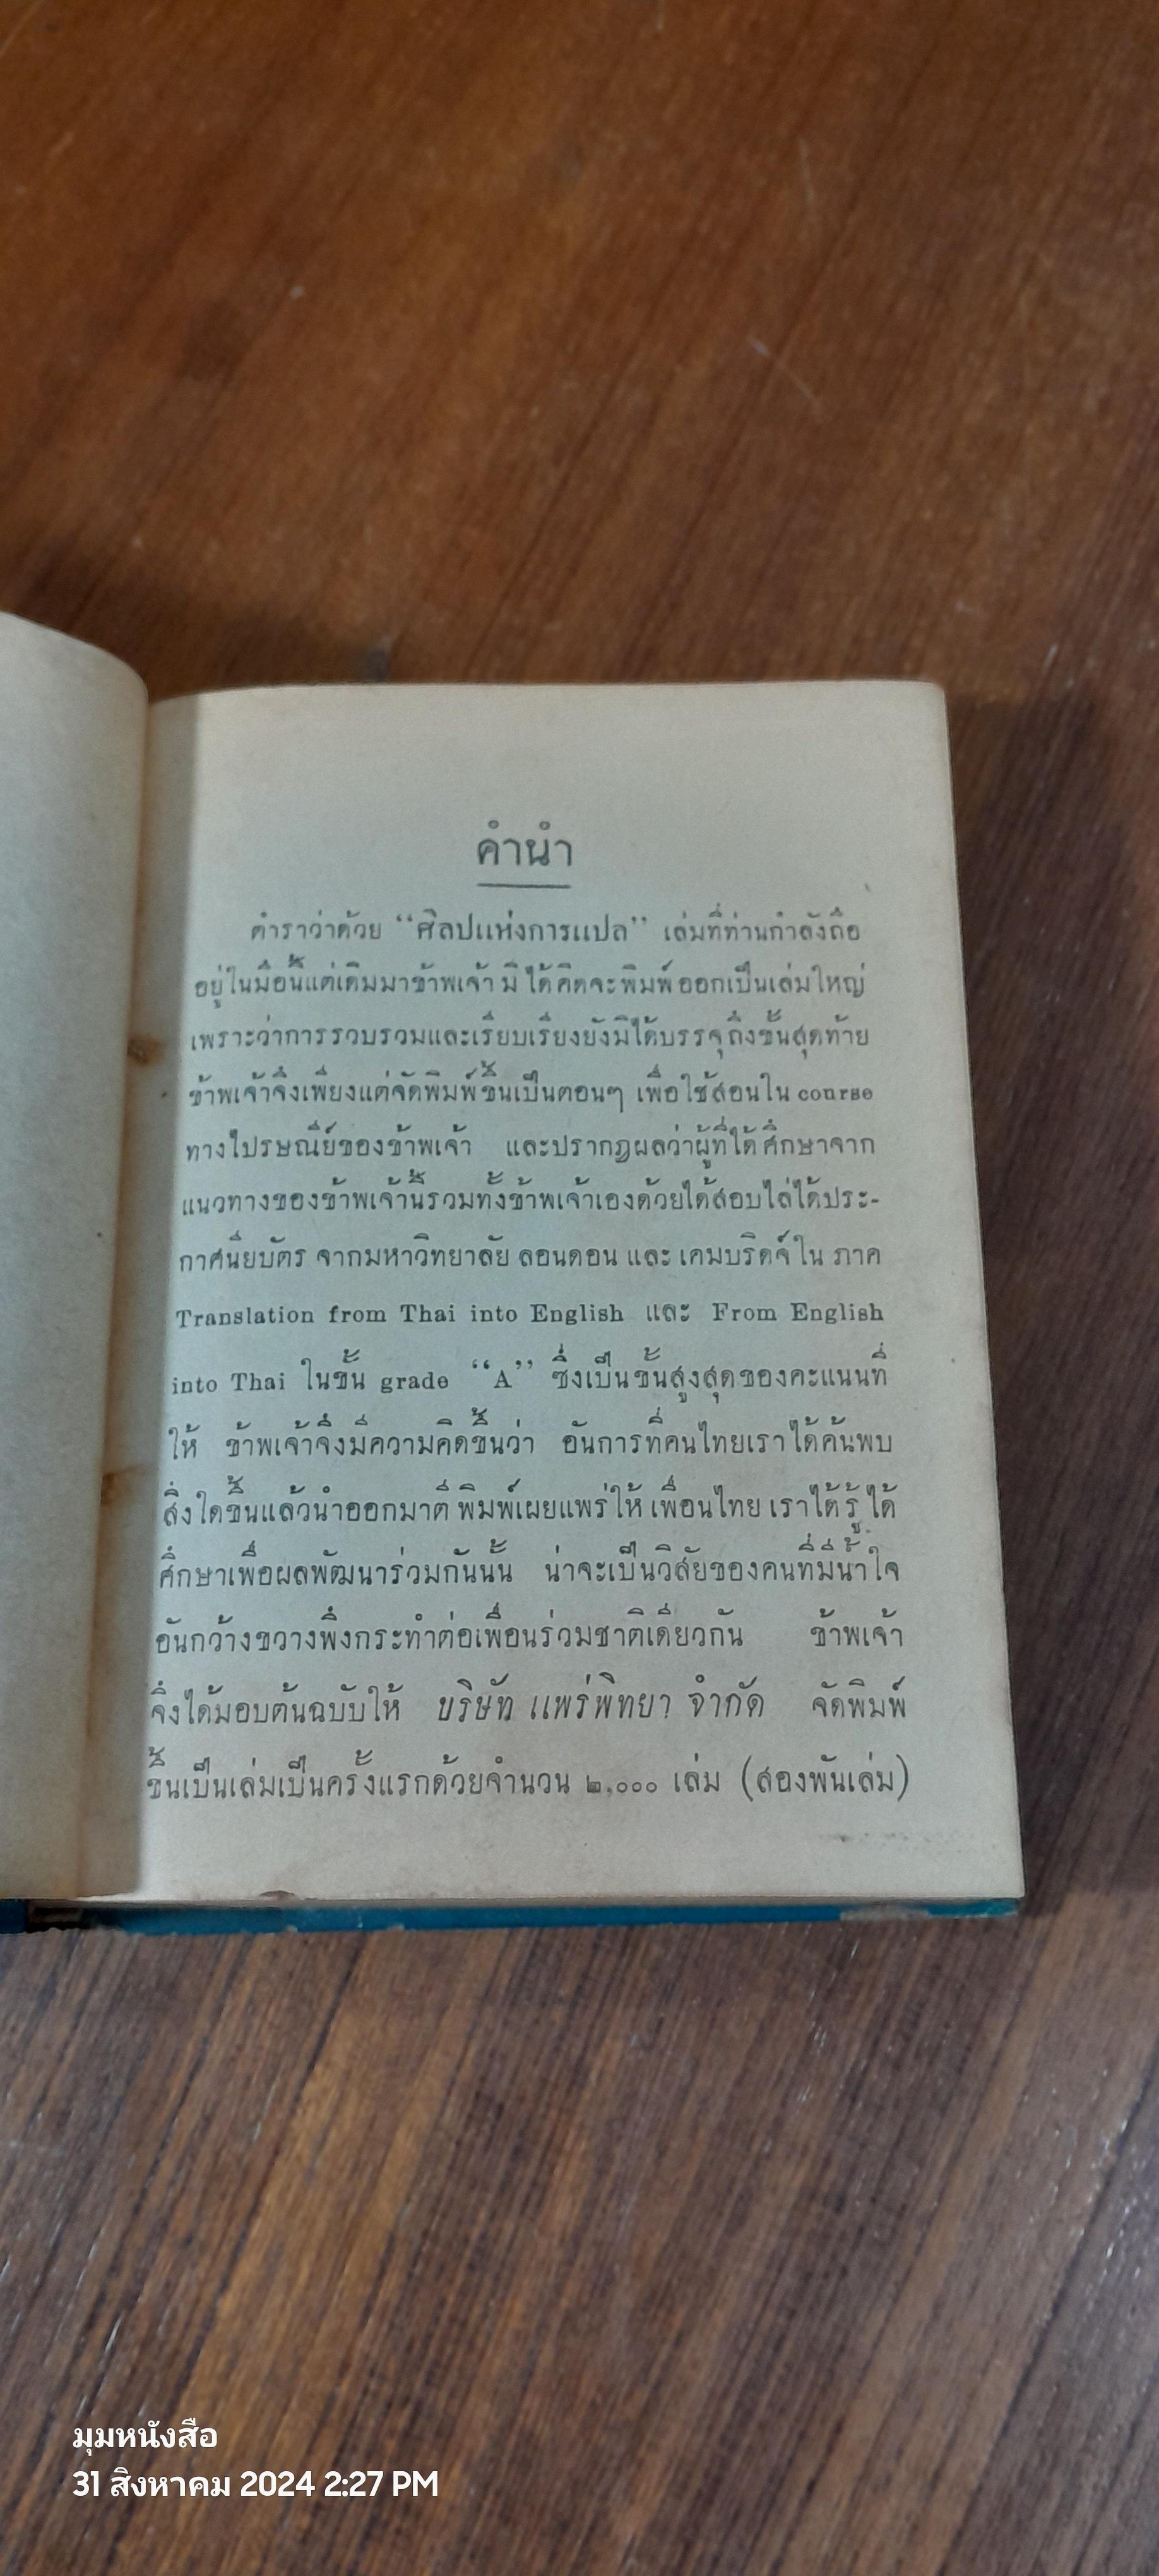 คำนำ
ตำราว่าด้วย “ศิลปแห่งการแปล” เล่มที่ท่านกำลังถือ
อยู่ในมือนี้แต่เดิมมาข้าพเจ้ามิได้คิดจะพิมพ์ออกเป็นเล่มใหญ่
เพราะว่าการรวบรวมและเรียบเรียงยังมิได้บรรจุถึงขั้นสุดท้าย
ข้าพเจ้าจึงเพียงแต่จัดพิมพ์ขึ้นเป็นตอนๆ เพื่อใช้สอนใน course
ทางไปรษณีย์ของข้าพเจ้า และปรากฏผลว่าผู้ที่ได้ศึกษาจาก
แนวทางของข้าพเจ้านี้รวมทั้งข้าพเจ้าเองด้วยได้สอบไล่ได้ประ-
กาศนียบัตร จากมหาวิทยาลัย ลอนดอน และ เคมบริดจ์ ใน ภาค
Translation from Thai into English และ From English
into Thai ในชั้น grade “A” ซึ่งเป็นขั้นสูงสุดของคะแนนที่
ให้ ข้าพเจ้าจึงมีความคิดขึ้นว่า อันการที่คนไทยเราได้ค้นพบ
สิ่งใดขึ้นแล้วนำออกมาตีพิมพ์เผยแพร่ให้เพื่อนไทยเราได้รู้ได้
ศึกษาเพื่อผลพัฒนาร่วมกันนั้น น่าจะเป็นวิสัยของคนที่มีน้ำใจ
อันกว้างขวางพึงกระทำต่อเพื่อนร่วมชาติเดียวกัน ข้าพเจ้า
จึงได้มอบต้นฉบับให้ บริษัท แพร่พิทยา จำกัด จัดพิมพ์
ขึ้นเป็นเล่มเป็นครั้งแรกด้วยจำนวน ๒,๐๐๐ เล่ม (สองพันเล่ม)
มุมหนังสือ
31 สิงหาคม 2024 2:27 PM